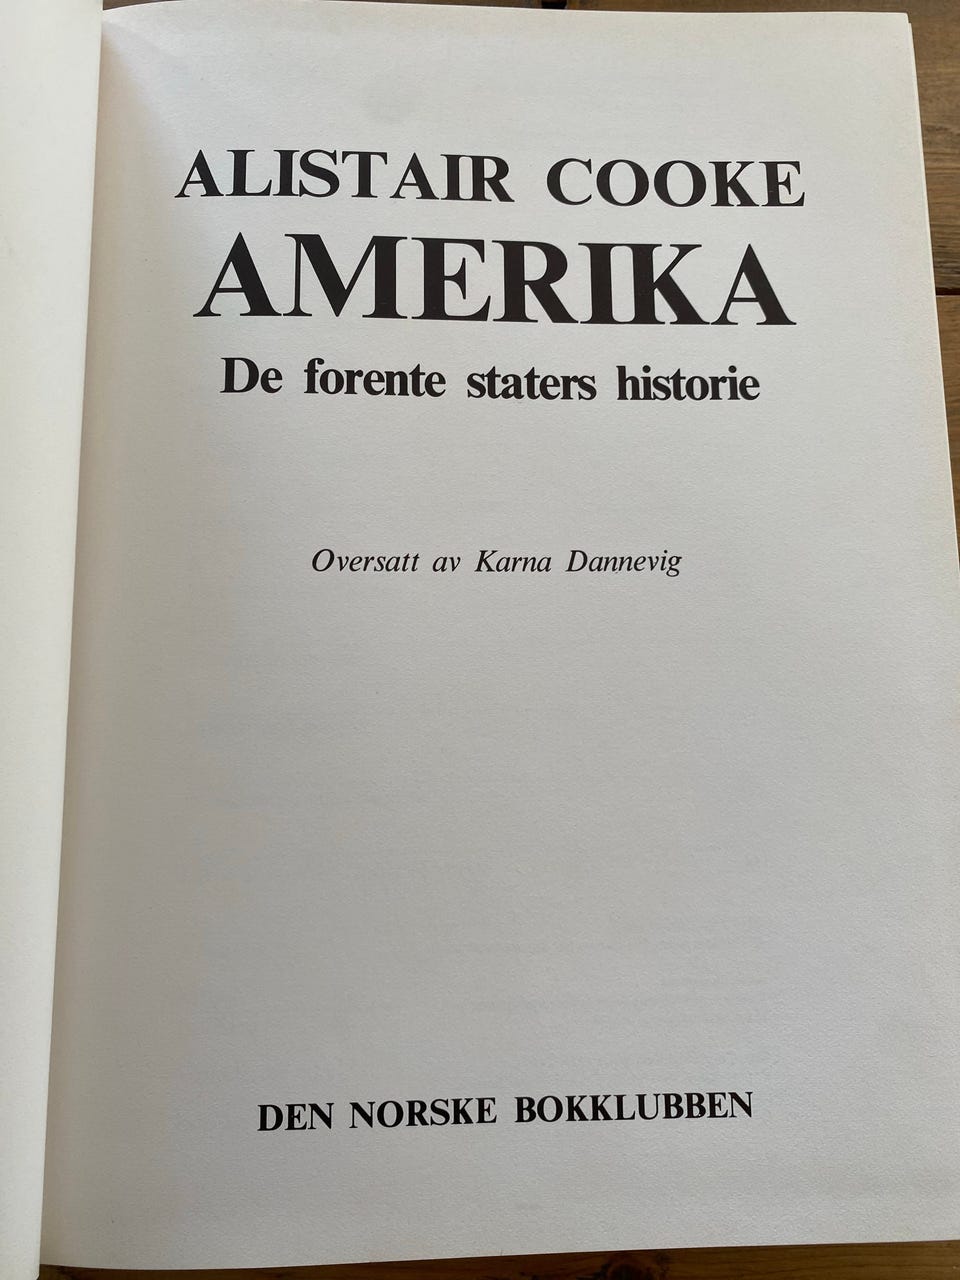 ALISTAIR COOKE
AMERIKA
De forente staters historie
Oversatt av Karna Dannevig
DEN NORSKE BOKKLUBBEN